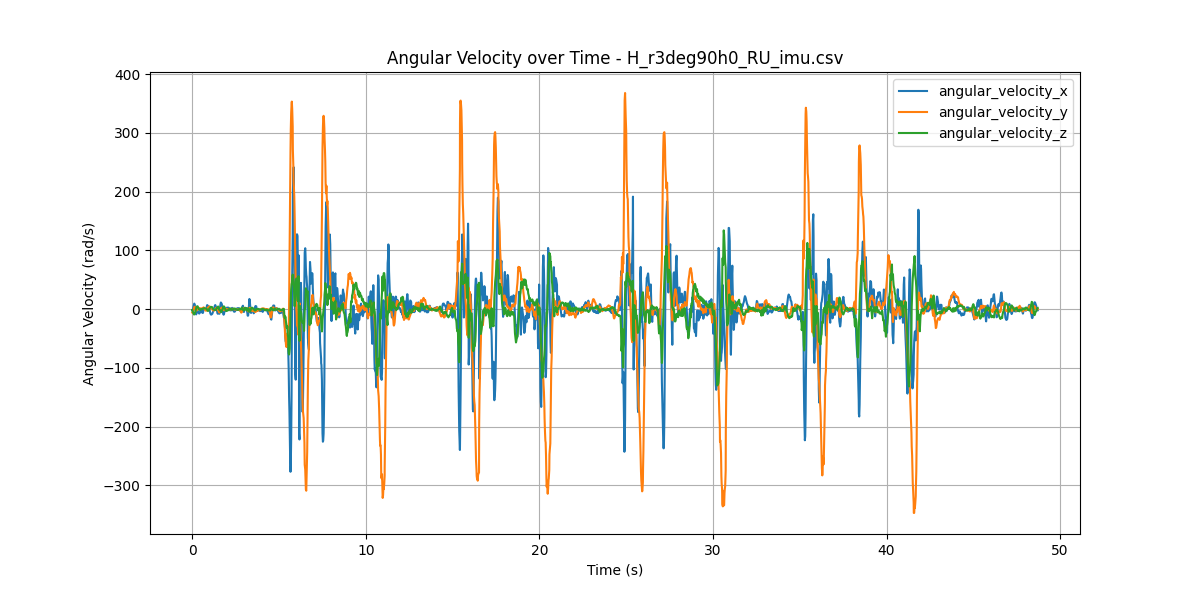 Angular Velocity over Time - H_r3deg90h0_RU_imu.csv
400
300
200
100
0
−100
−200
−300
Angular Velocity (rad/s)
angular_velocity_x
angular_velocity_y
angular_velocity_z
0 10 20 30 40 50
Time (s)